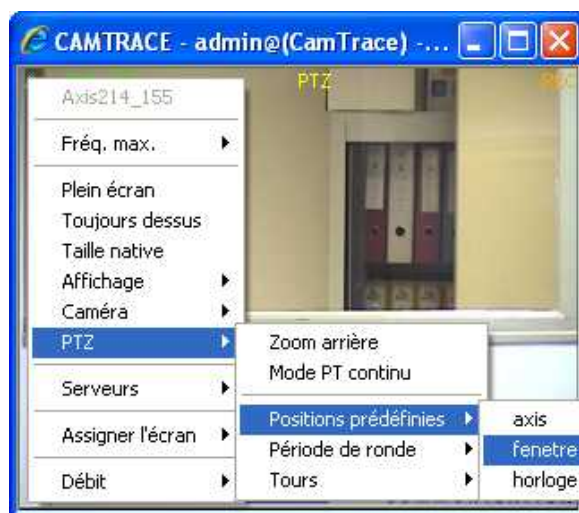 CAMTRACE - admin@(CamTrace) -...
PTZ
Axis214_155
Fréq. max.
Plein écran
Toujours dessus
Taille native
Affichage
Caméra
PTZ
Zoom arrière
Mode PT continu
Serveurs
Positions prédéfinies
axis
Assigner l'écran
Période de ronde
fenetre
Débit
Tours
horloge